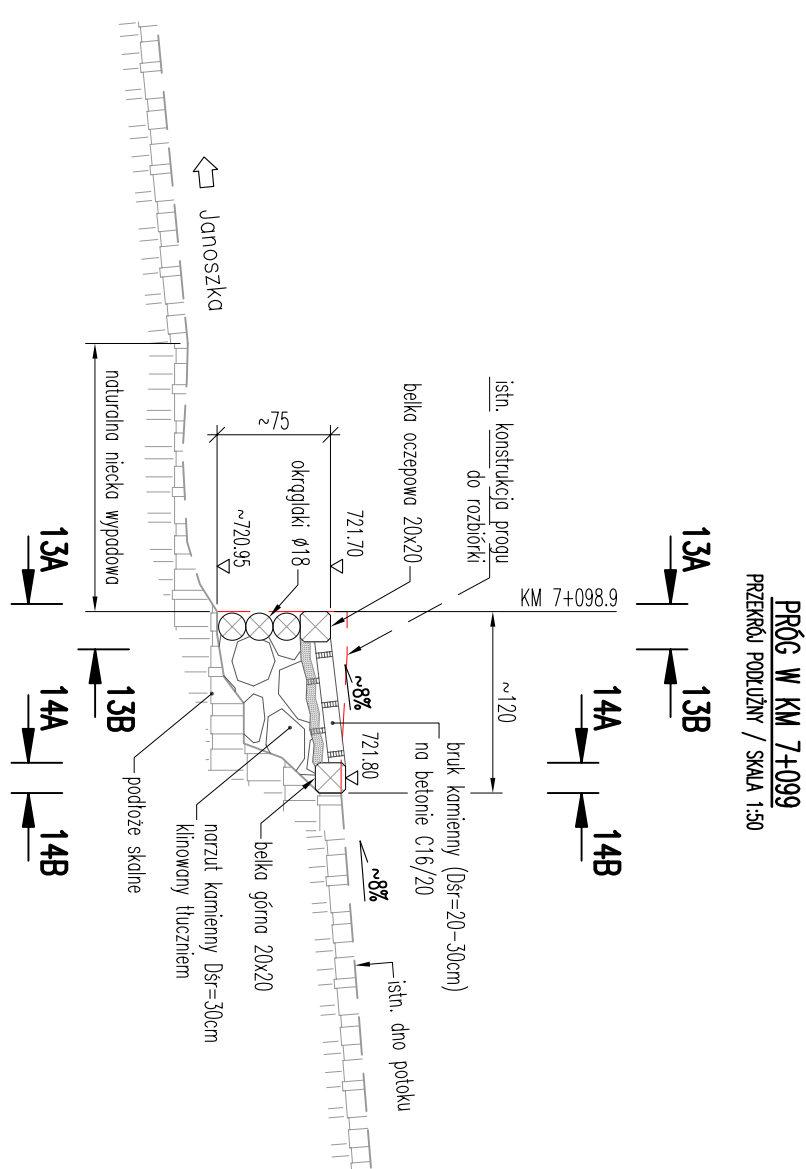 PRÓG W KM 7+099
PRZEKRÓJ PODŁUŻNY / SKALA 1:50
13A
13B
14A
14B
KM 7+098.9
~120
istn. konstrukcja progu
do rozbiórki
belka oczepowa 20x20
721.70
~75
okrąglaki ø18
~720.95
naturalna niecka wypadowa
Janoszka
~8%
721.80
bruk kamienny (Dśr=20-30cm)
na betonie C16/20
~8%
istn. dno potoku
belka górna 20x20
narzut kamienny Dśr=30cm
klinowany tłuczniem
podłoże skalne
13A
13B
14A
14B